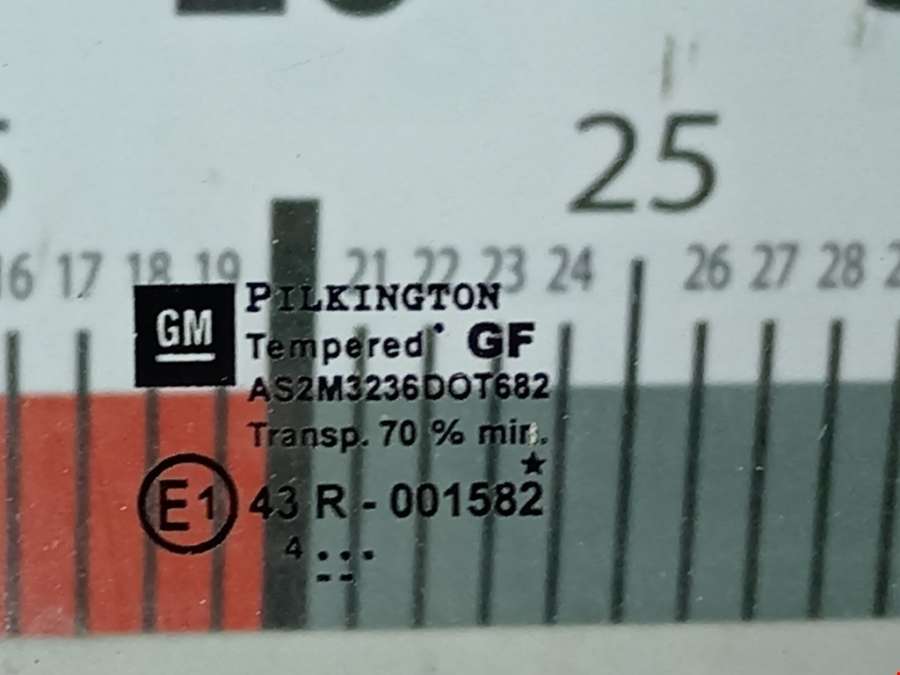 25
16 17 18 19 21 22 23 24 26 27 28
GM
PILKINGTON
Tempered GF
AS2M3236DOT682
Transp. 70 % min.
E1 43 R - 001582
4